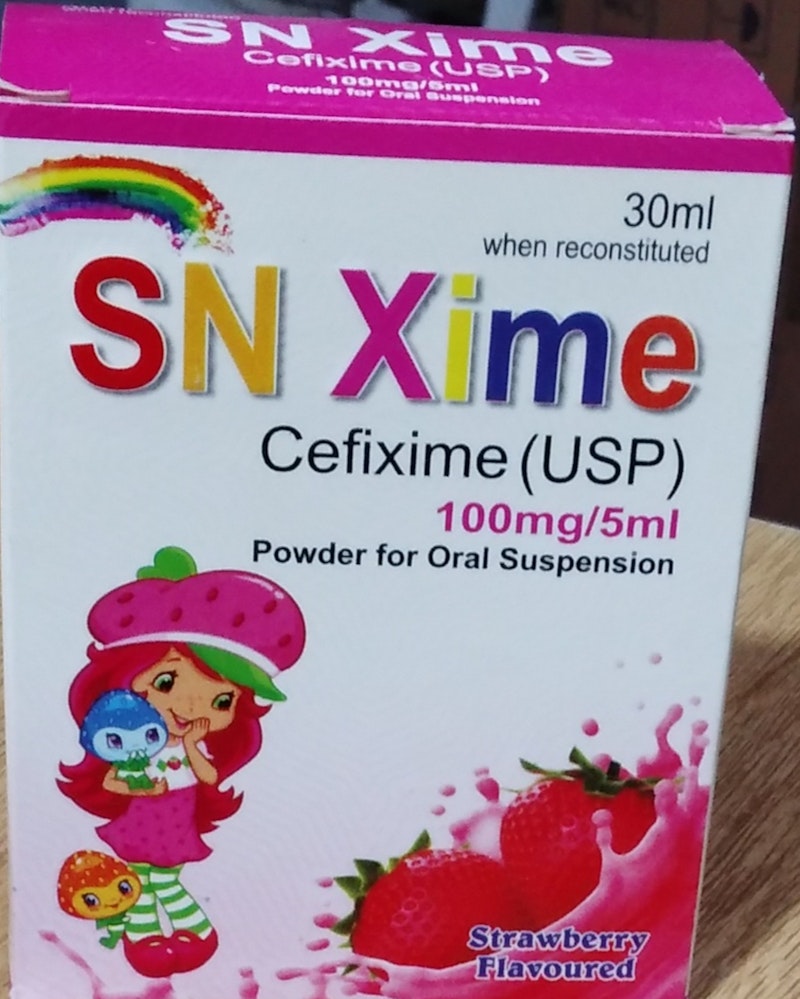 SN Xime
Cefixime (USP)
100mg/5ml
Powder for Oral Suspension
30ml
when reconstituted
SN Xime
Cefixime (USP)
100mg/5ml
Powder for Oral Suspension
Strawberry
Flavoured